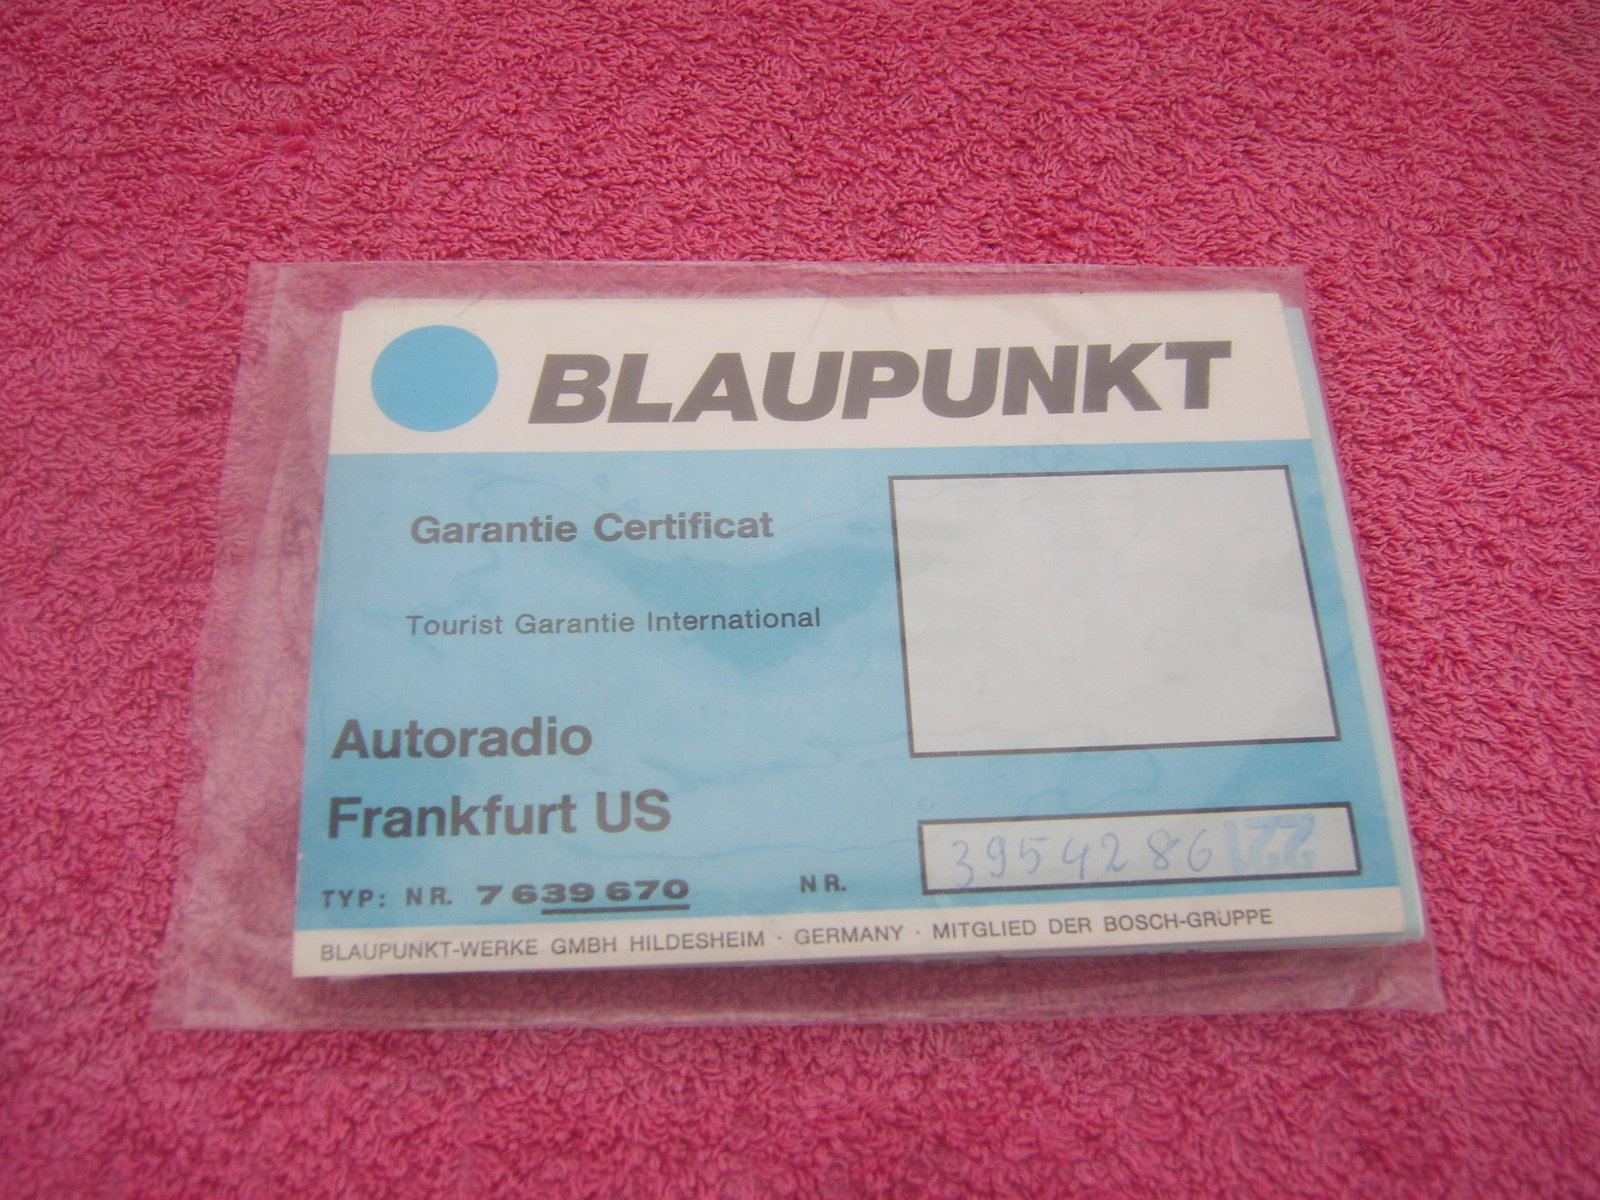 BLAUPUNKT
Garantie Certificat
Tourist Garantie International
Autoradio
Frankfurt US
TYP: NR. 7 639 670
NR. 3954286
BLAUPUNKT-WERKE GMBH HILDESHEIM · GERMANY · MITGLIED DER BOSCH-GRUPPE